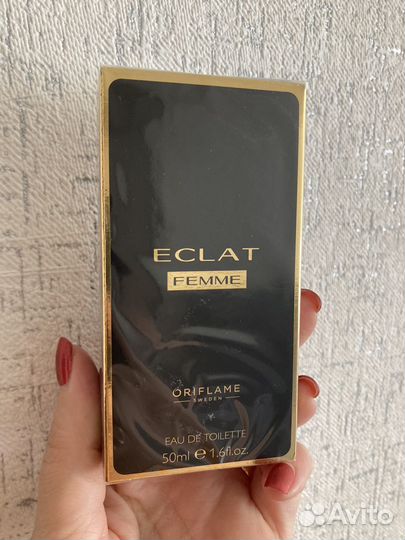 ECLAT
FEMME
ORIFLAME
SWEDEN
EAU DE TOILETTE
50ml ℮ 1.6fl.oz.
Avito